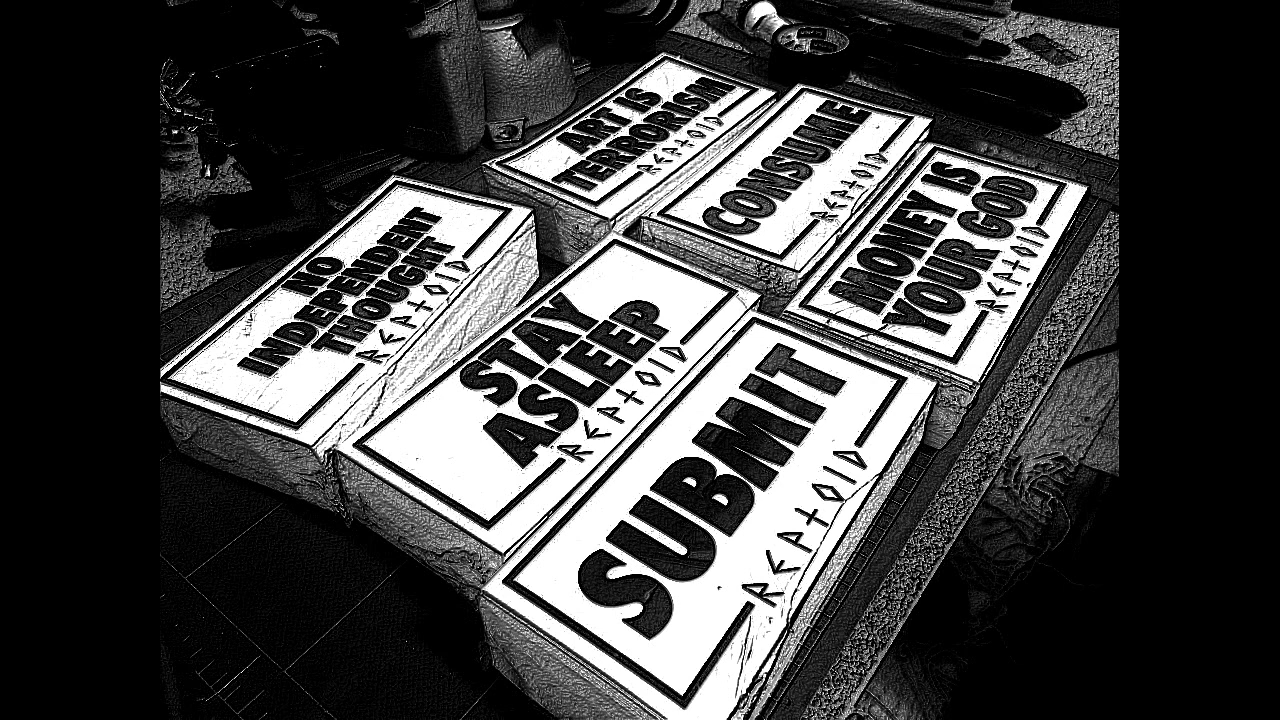 ART IS
TERRORISM
REPTOID
CONSUME
REPTOID
MONEY IS
YOUR GOD
REPTOID
NO
INDEPENDENT
THOUGHT
REPTOID
STAY
ASLEEP
REPTOID
SUBMIT
REPTOID